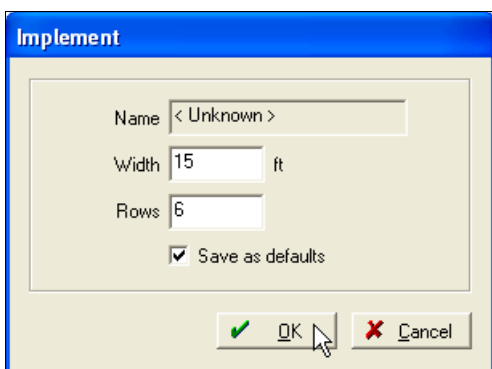 Implement
Name < Unknown >
Width 15 ft
Rows 6
Save as defaults
OK Cancel